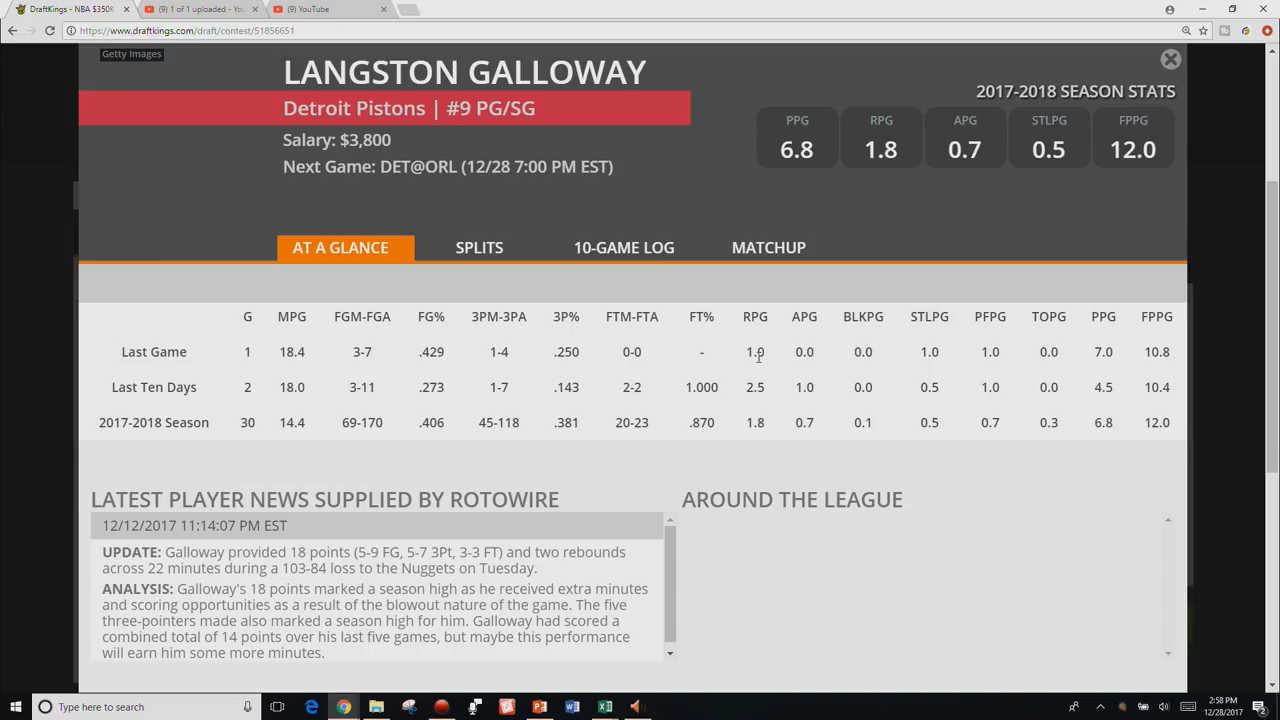 DraftKings - NBA $350K
(9) 1 of 1 uploaded - You
(9) YouTube
https://www.draftkings.com/draft/contest/51856651
Getty Images
LANGSTON GALLOWAY
Detroit Pistons | #9 PG/SG
Salary: $3,800
Next Game: DET@ORL (12/28 7:00 PM EST)
2017-2018 SEASON STATS
PPG RPG APG STLPG FPPG
6.8 1.8 0.7 0.5 12.0
AT A GLANCE SPLITS 10-GAME LOG MATCHUP
G MPG FGM-FGA FG% 3PM-3PA 3P% FTM-FTA FT% RPG APG BLKPG STLPG PFPG TOPG PPG FPPG
Last Game 1 18.4 3-7 .429 1-4 .250 0-0 - 1.0 0.0 0.0 1.0 1.0 0.0 7.0 10.8
Last Ten Days 2 18.0 3-11 .273 1-7 .143 2-2 1.000 2.5 1.0 0.0 0.5 1.0 0.0 4.5 10.4
2017-2018 Season 30 14.4 69-170 .406 45-118 .381 20-23 .870 1.8 0.7 0.1 0.5 0.7 0.3 6.8 12.0
LATEST PLAYER NEWS SUPPLIED BY ROTOWIRE
12/12/2017 11:14:07 PM EST
UPDATE: Galloway provided 18 points (5-9 FG, 5-7 3Pt, 3-3 FT) and two rebounds
across 22 minutes during a 103-84 loss to the Nuggets on Tuesday.
ANALYSIS: Galloway's 18 points marked a season high as he received extra minutes
and scoring opportunities as a result of the blowout nature of the game. The five
three-pointers made also marked a season high for him. Galloway had scored a
combined total of 14 points over his last five games, but maybe this performance
will earn him some more minutes.
AROUND THE LEAGUE
Type here to search
2:58 PM
12/28/2017